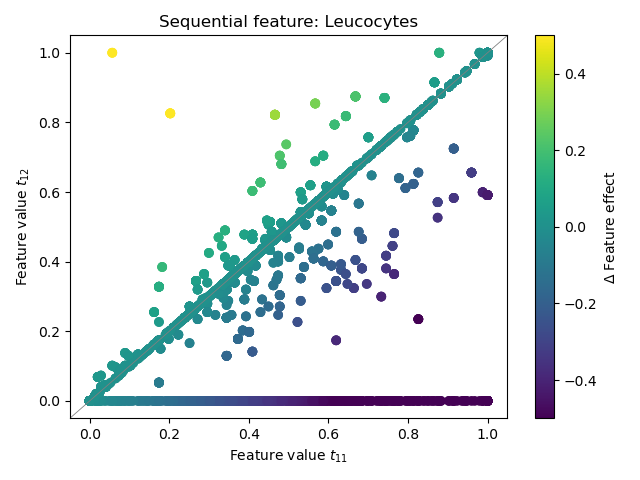 Sequential feature: Leucocytes
1.0
0.8
0.6
0.4
0.2
0.0
Feature value t₁₂
0.0 0.2 0.4 0.6 0.8 1.0
Feature value t₁₁
0.4
0.2
0.0
−0.2
−0.4
Δ Feature effect